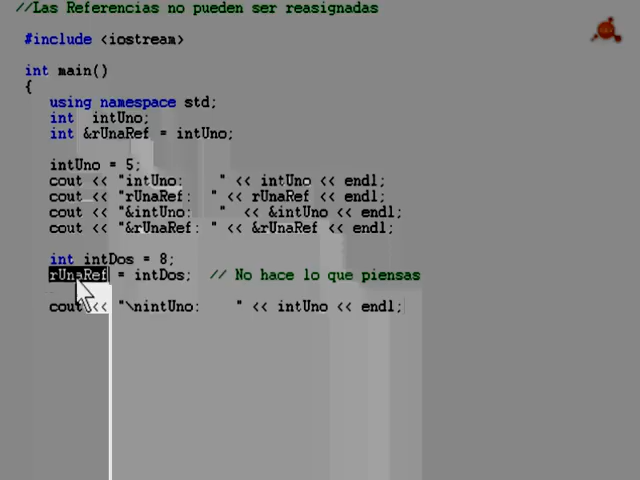 //Las Referencias no pueden ser reasignadas
#include <iostream>
int main()
{
using namespace std;
int intUno;
int &rUnaRef = intUno;
intUno = 5;
cout << "intUno: " << intUno << endl;
cout << "rUnaRef: " << rUnaRef << endl;
cout << "&intUno: " << &intUno << endl;
cout << "&rUnaRef: " << &rUnaRef << endl;
int intDos = 8;
rUnaRef = intDos; // No hace lo que piensas
cout << "\nintUno: " << intUno << endl;